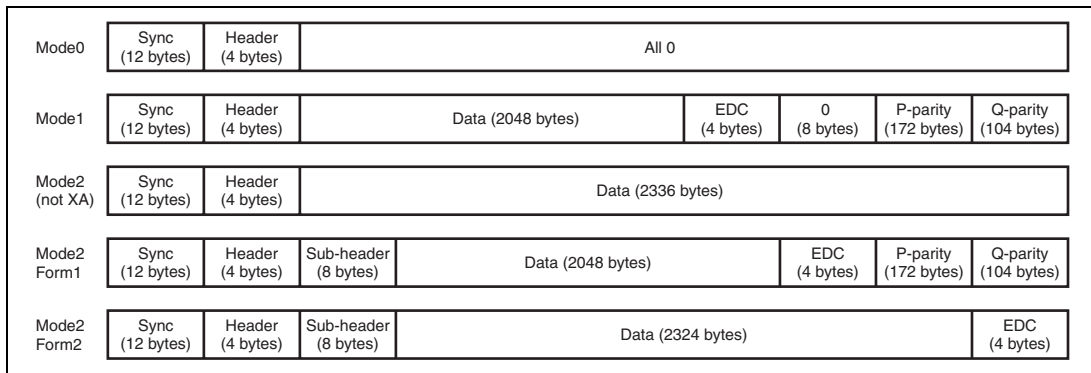 Mode0
Sync
(12 bytes)
Header
(4 bytes)
All 0
Mode1
Sync
(12 bytes)
Header
(4 bytes)
Data (2048 bytes)
EDC
(4 bytes)
0
(8 bytes)
P-parity
(172 bytes)
Q-parity
(104 bytes)
Mode2
(not XA)
Sync
(12 bytes)
Header
(4 bytes)
Data (2336 bytes)
Mode2
Form1
Sync
(12 bytes)
Header
(4 bytes)
Sub-header
(8 bytes)
Data (2048 bytes)
EDC
(4 bytes)
P-parity
(172 bytes)
Q-parity
(104 bytes)
Mode2
Form2
Sync
(12 bytes)
Header
(4 bytes)
Sub-header
(8 bytes)
Data (2324 bytes)
EDC
(4 bytes)